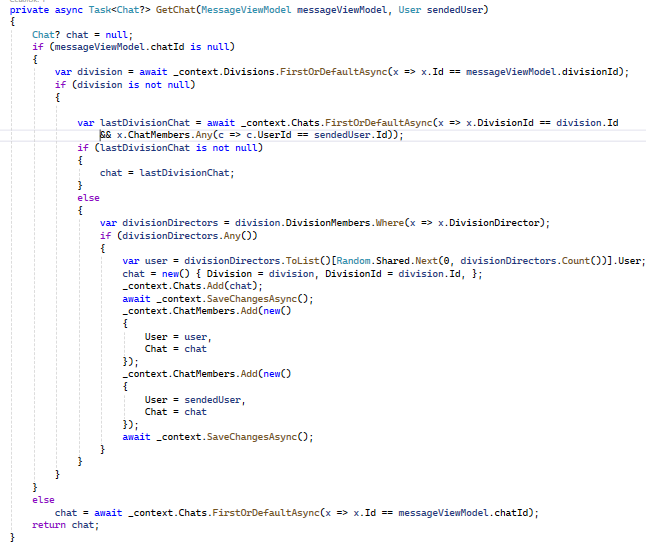 private async Task<Chat?> GetChat(MessageViewModel messageViewModel, User sendedUser)
{
    Chat? chat = null;
    if (messageViewModel.chatId is null)
    {
        var division = await _context.Divisions.FirstOrDefaultAsync(x => x.Id == messageViewModel.divisionId);
        if (division is not null)
        {
            var lastDivisionChat = await _context.Chats.FirstOrDefaultAsync(x => x.DivisionId == division.Id
                && x.ChatMembers.Any(c => c.UserId == sendedUser.Id));
            if (lastDivisionChat is not null)
            {
                chat = lastDivisionChat;
            }
            else
            {
                var divisionDirectors = division.DivisionMembers.Where(x => x.DivisionDirector);
                if (divisionDirectors.Any())
                {
                    var user = divisionDirectors.ToList()[Random.Shared.Next(0, divisionDirectors.Count())].User;
                    chat = new() { Division = division, DivisionId = division.Id, };
                    _context.Chats.Add(chat);
                    await _context.SaveChangesAsync();
                    _context.ChatMembers.Add(new()
                    {
                        User = user,
                        Chat = chat
                    });
                    _context.ChatMembers.Add(new()
                    {
                        User = sendedUser,
                        Chat = chat
                    });
                    await _context.SaveChangesAsync();
                }
            }
        }
    }
    else
        chat = await _context.Chats.FirstOrDefaultAsync(x => x.Id == messageViewModel.chatId);
    return chat;
}